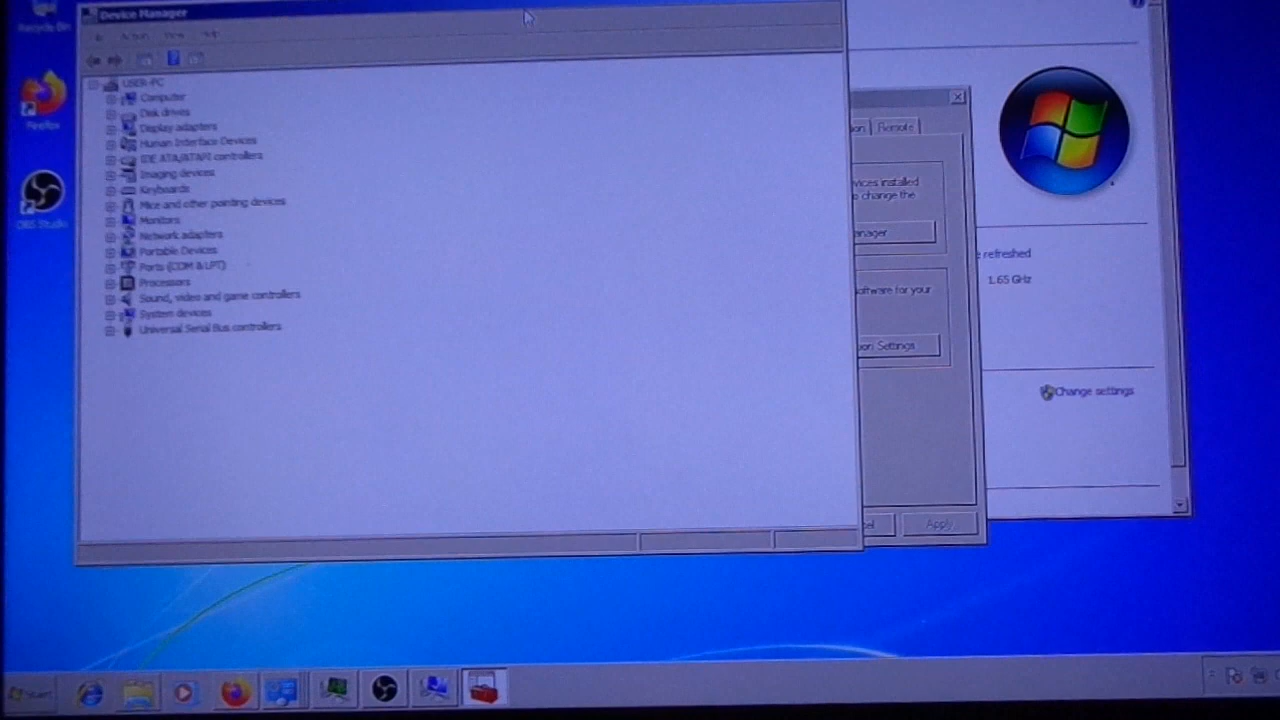 Recycle Bin
Firefox
OBS Studio
Device Manager
Action View Help
USER-PC
Computer
Disk drives
Display adapters
Human Interface Devices
IDE ATA/ATAPI controllers
Imaging devices
Keyboards
Mice and other pointing devices
Monitors
Network adapters
Portable Devices
Ports (COM & LPT)
Processors
Sound, video and game controllers
System devices
Universal Serial Bus controllers
Remote
vices installed
change the
anager
oftware for your
on Settings
Apply
refreshed
1.65 GHz
Change settings
Start